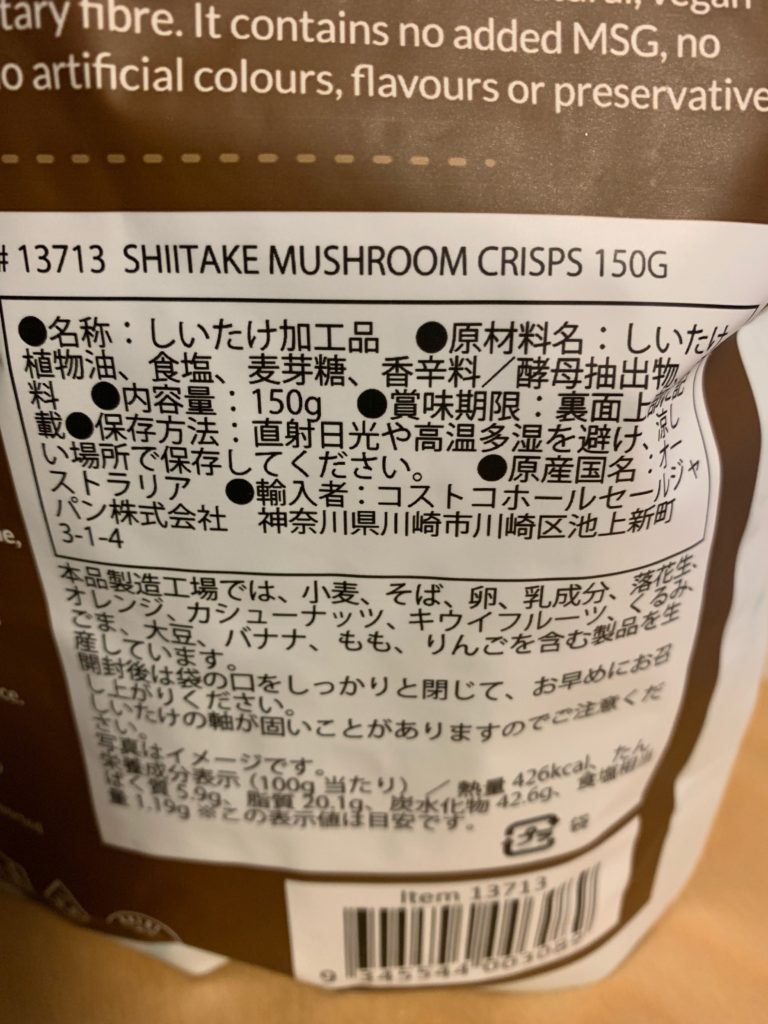 tary fibre. It contains no added MSG, no
o artificial colours, flavours or preservative
# 13713 SHIITAKE MUSHROOM CRISPS 150G
●名称：しいたけ加工品 ●原材料名：しいたけ、
植物油、食塩、麦芽糖、香辛料／酵母抽出物、
料 ●内容量：150g ●賞味期限：裏面上部に記
載●保存方法：直射日光や高温多湿を避け、涼し
い場所で保存してください。 ●原産国名：オー
ストラリア ●輸入者：コストコホールセールジャ
パン株式会社 神奈川県川崎市川崎区池上新町
3-1-4
本品製造工場では、小麦、そば、卵、乳成分、落花生、
オレンジ、カシューナッツ、キウイフルーツ、くるみ、
ごま、大豆、バナナ、もも、りんごを含む製品を生
産しています。
開封後は袋の口をしっかりと閉じて、お早めにお召
し上がりください。
しいたけの軸が固いことがありますのでご注意くだ
さい。
写真はイメージです。
栄養成分表示（100g 当たり）／熱量 426kcal、たん
ぱく質 5.9g、脂質 20.1g、炭水化物 42.6g、食塩相当
量 1.19g ※この表示値は目安です。
プラ 袋
item 13713